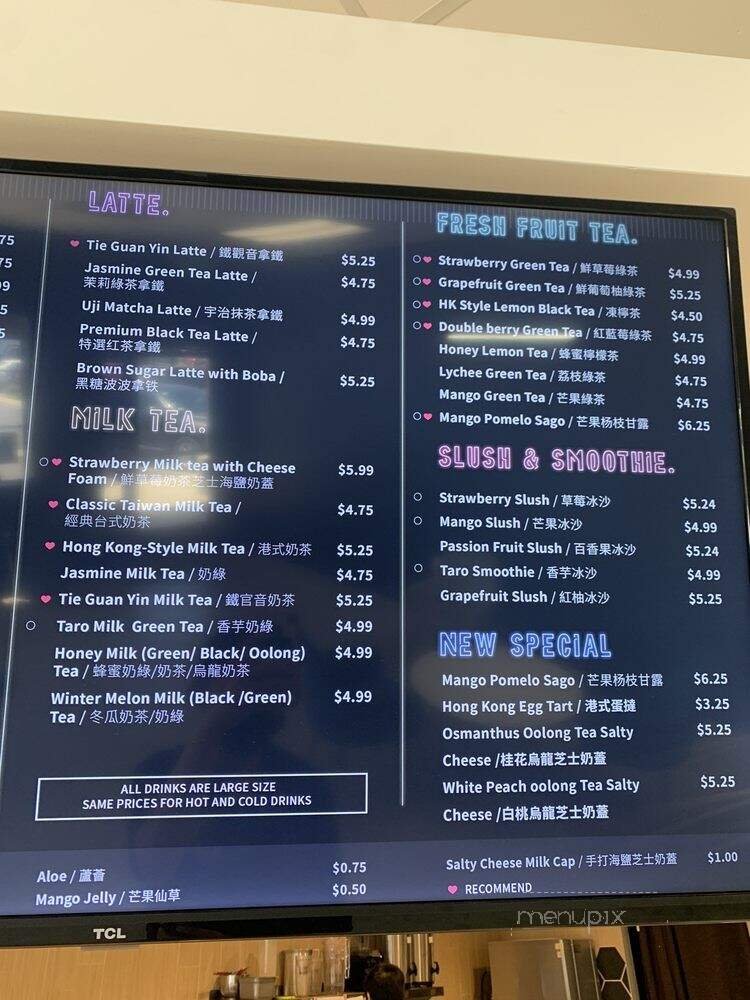 75
75
99
5
5
LATTE.
Tie Guan Yin Latte / 鐵觀音拿鐵 $5.25
Jasmine Green Tea Latte / $4.75
茉莉綠茶拿鐵
Uji Matcha Latte / 宇治抹茶拿鐵 $4.99
Premium Black Tea Latte / $4.75
特選红茶拿鐵
Brown Sugar Latte with Boba / $5.25
黑糖波波拿铁
MILK TEA.
Strawberry Milk tea with Cheese $5.99
Foam / 鮮草莓奶茶芝士海鹽奶蓋
Classic Taiwan Milk Tea / $4.75
經典台式奶茶
Hong Kong-Style Milk Tea / 港式奶茶 $5.25
Jasmine Milk Tea / 奶綠 $4.75
Tie Guan Yin Milk Tea / 鐵官音奶茶 $5.25
Taro Milk Green Tea / 香芋奶綠 $4.99
Honey Milk (Green/ Black/ Oolong) $4.99
Tea / 蜂蜜奶綠/奶茶/烏龍奶茶
Winter Melon Milk (Black /Green) $4.99
Tea / 冬瓜奶茶/奶綠
ALL DRINKS ARE LARGE SIZE
SAME PRICES FOR HOT AND COLD DRINKS
Aloe / 蘆薈 $0.75
Mango Jelly / 芒果仙草 $0.50
FRESH FRUIT TEA.
Strawberry Green Tea / 鮮草莓綠茶 $4.99
Grapefruit Green Tea / 鮮葡萄柚綠茶 $5.25
HK Style Lemon Black Tea / 凍檸茶 $4.50
Double berry Green Tea / 紅藍莓綠茶 $4.75
Honey Lemon Tea / 蜂蜜檸檬茶 $4.99
Lychee Green Tea / 荔枝綠茶 $4.75
Mango Green Tea / 芒果綠茶 $4.75
Mango Pomelo Sago / 芒果杨枝甘露 $6.25
SLUSH & SMOOTHIE.
Strawberry Slush / 草莓冰沙 $5.24
Mango Slush / 芒果冰沙 $4.99
Passion Fruit Slush / 百香果冰沙 $5.24
Taro Smoothie / 香芋冰沙 $4.99
Grapefruit Slush / 紅柚冰沙 $5.25
NEW SPECIAL
Mango Pomelo Sago / 芒果杨枝甘露 $6.25
Hong Kong Egg Tart / 港式蛋撻 $3.25
Osmanthus Oolong Tea Salty $5.25
Cheese /桂花烏龍芝士奶蓋
White Peach oolong Tea Salty $5.25
Cheese /白桃烏龍芝士奶蓋
Salty Cheese Milk Cap / 手打海鹽芝士奶蓋 $1.00
RECOMMEND
TCL
menupix